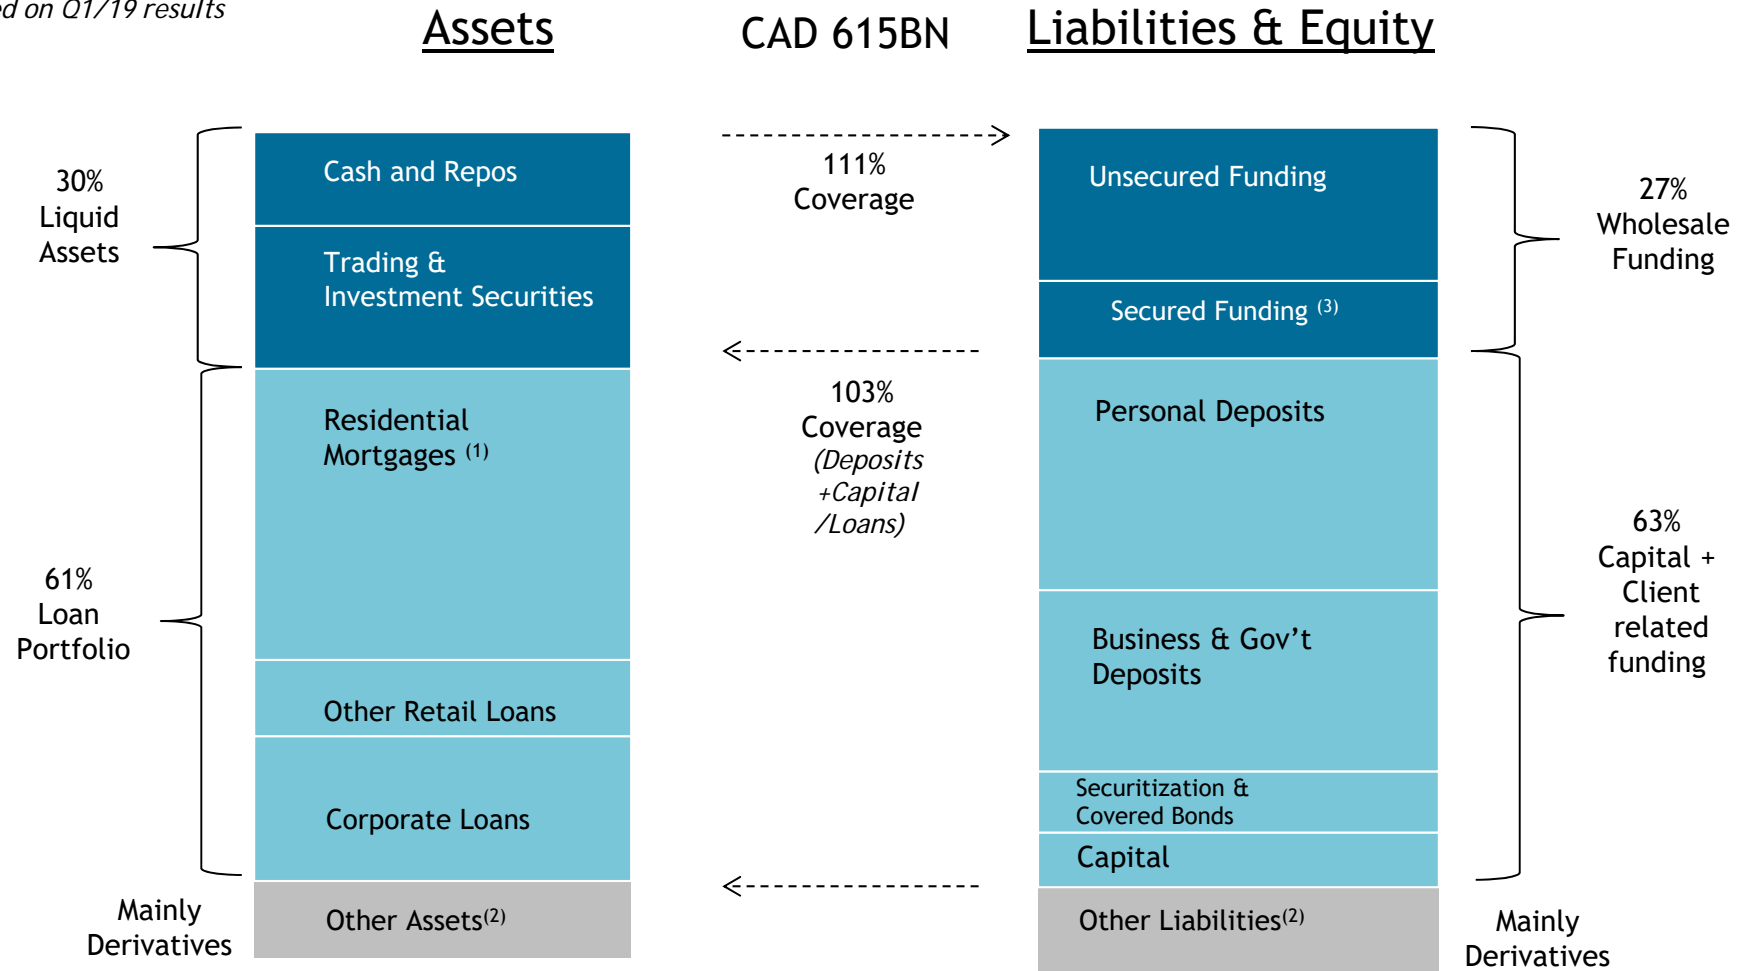 on Q1/19 results
Assets
CAD 615BN
Liabilities & Equity
30%
Liquid
Assets
Cash and Repos
Trading &
Investment Securities
111%
Coverage
Unsecured Funding
Secured Funding (3)
27%
Wholesale
Funding
61%
Loan
Portfolio
Residential
Mortgages (1)
Other Retail Loans
Corporate Loans
103%
Coverage
(Deposits
+Capital
/Loans)
Personal Deposits
Business & Gov’t
Deposits
Securitization &
Covered Bonds
Capital
63%
Capital +
Client
related
funding
Mainly
Derivatives
Other Assets(2)
Other Liabilities(2)
Mainly
Derivatives